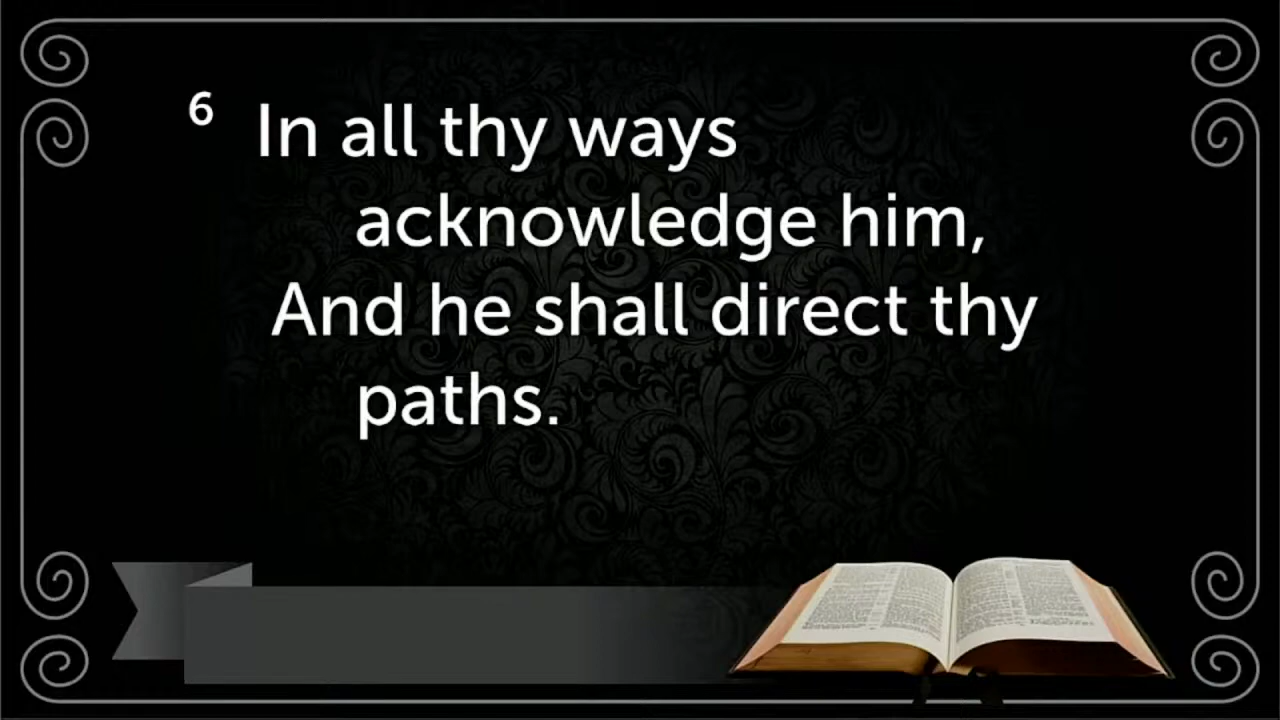 6 In all thy ways
acknowledge him,
And he shall direct thy
paths.